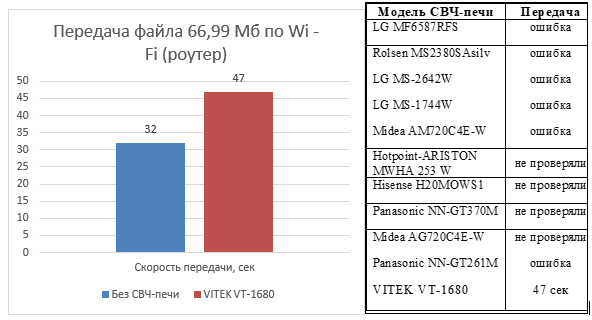 Передача файла 66,99 Мб по Wi -
Fi (роутер)
50
45
40
35
30
25
20
15
10
5
0
32
47
Скорость передачи, сек
Без СВЧ-печи
VITEK VT-1680
Модель СВЧ-печи Передача
LG MF6587RFS ошибка
Rolsen MS2380SAsilv ошибка
LG MS-2642W ошибка
LG MS-1744W ошибка
Midea AM720C4E-W ошибка
Hotpoint-ARISTON
MWHA 253 W не проверяли
Hisense H20MOWS1 не проверяли
Panasonic NN-GT370M не проверяли
Midea AG720C4E-W не проверяли
Panasonic NN-GT261M ошибка
VITEK VT-1680 47 сек